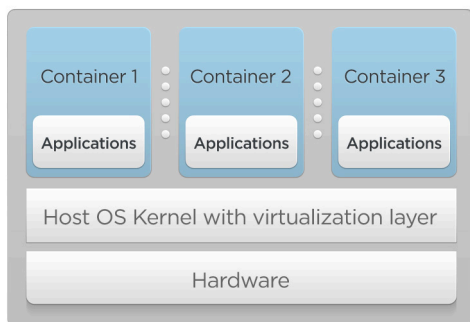 Container 1
Container 2
Container 3
Applications
Applications
Applications
Host OS Kernel with virtualization layer
Hardware